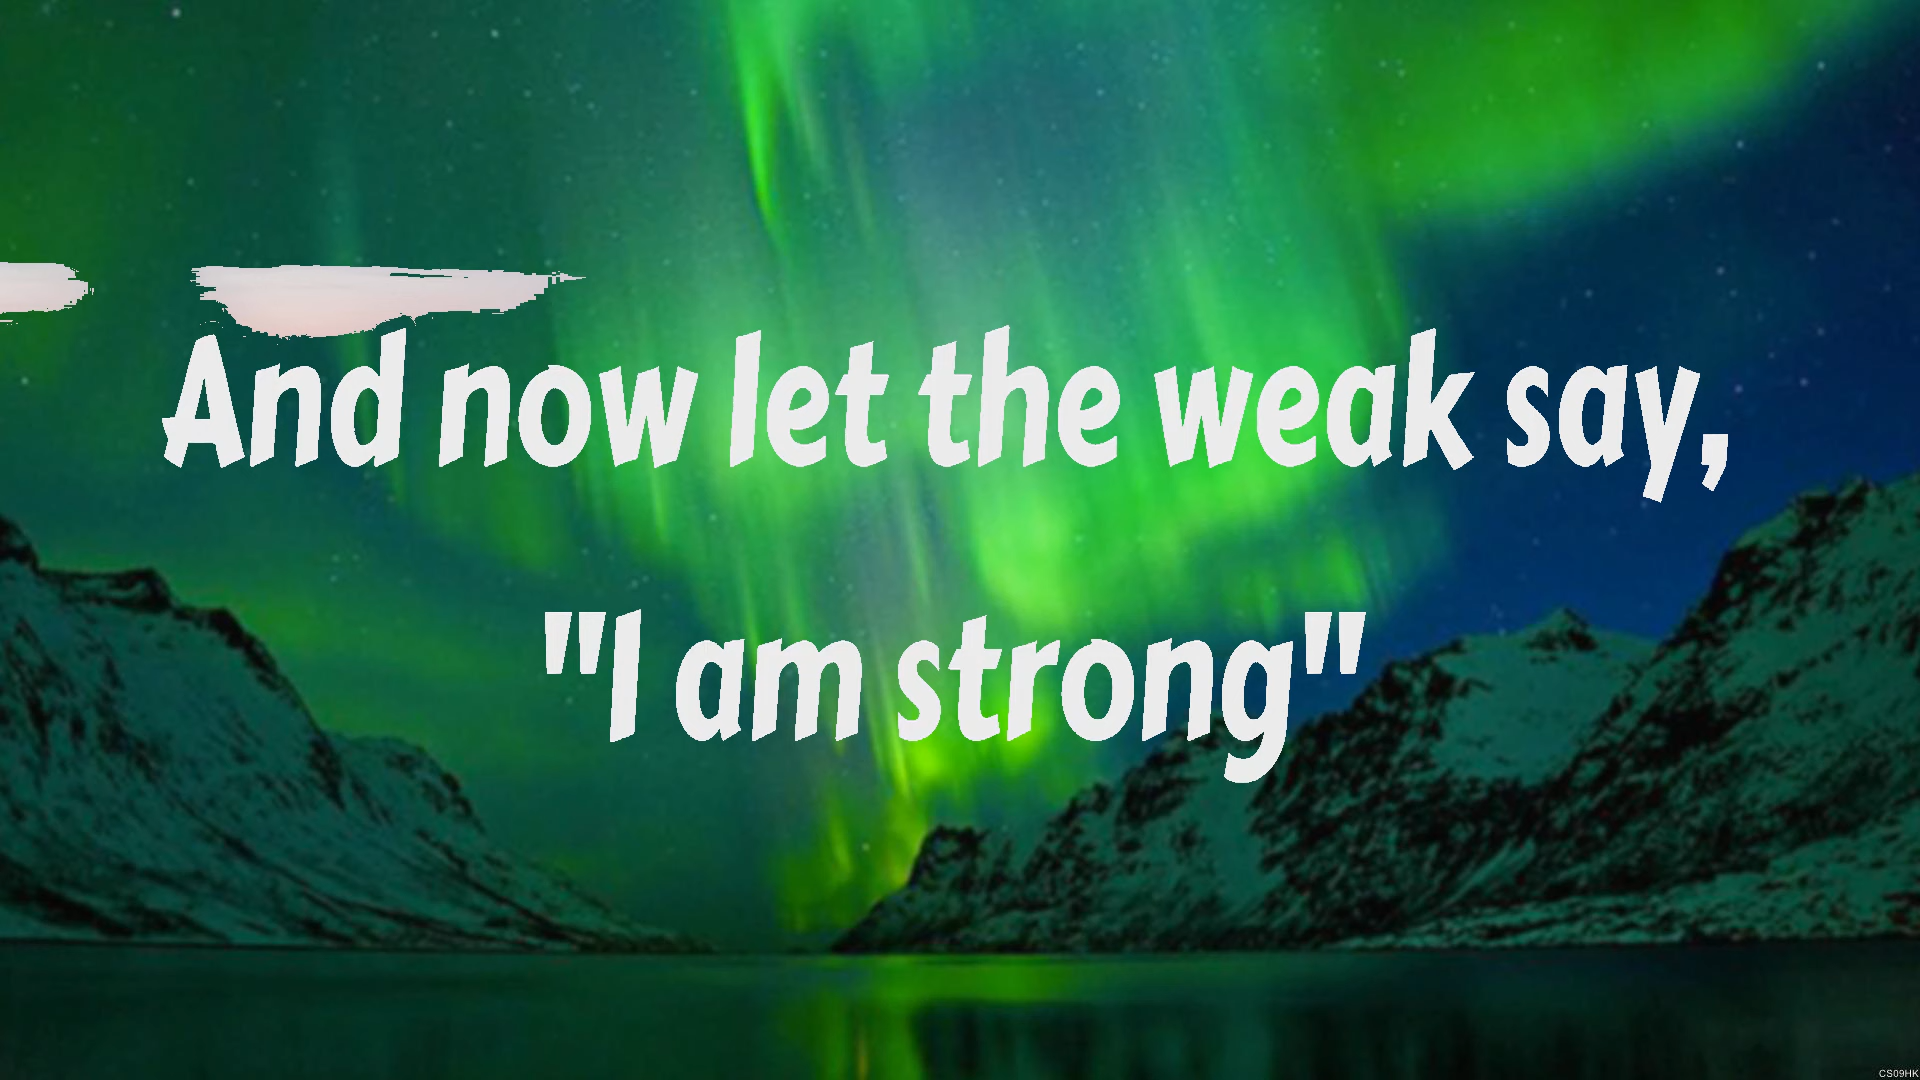 And now let the weak say,
"I am strong"
CS09HK